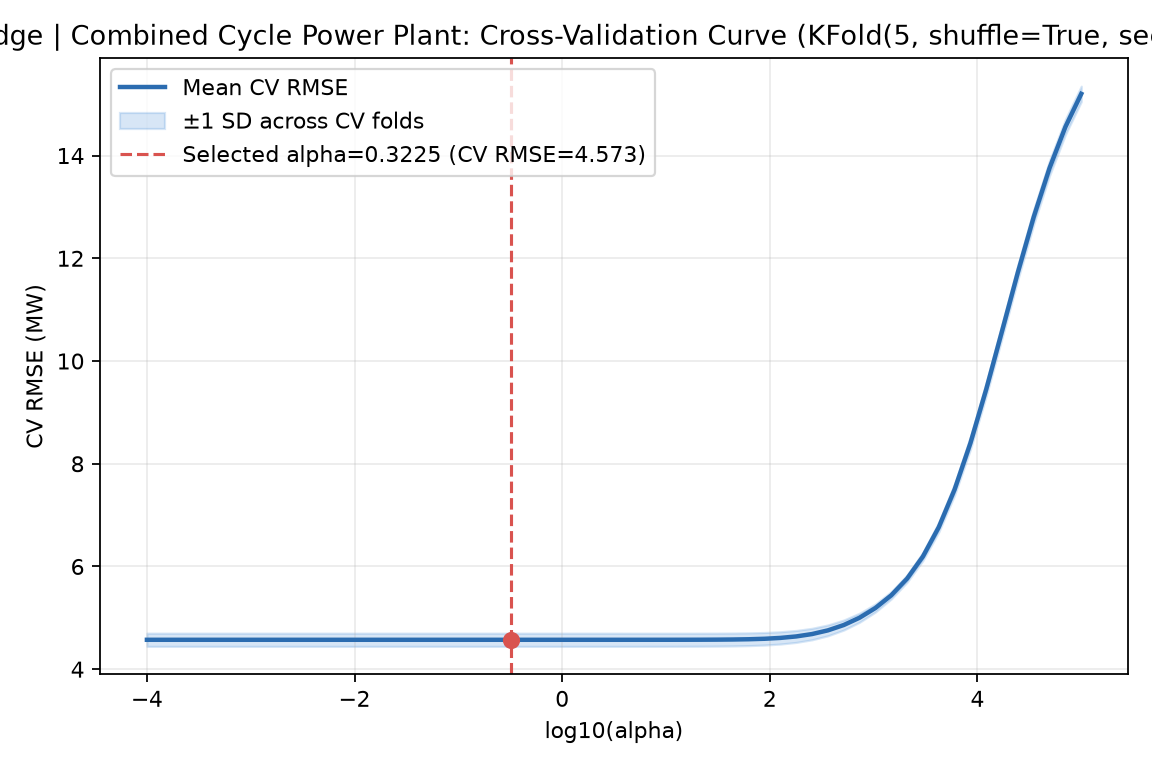 dge | Combined Cycle Power Plant: Cross-Validation Curve (KFold(5, shuffle=True, se
Mean CV RMSE
±1 SD across CV folds
Selected alpha=0.3225 (CV RMSE=4.573)
14
12
10
8
6
4
CV RMSE (MW)
−4
−2
0
2
4
log10(alpha)